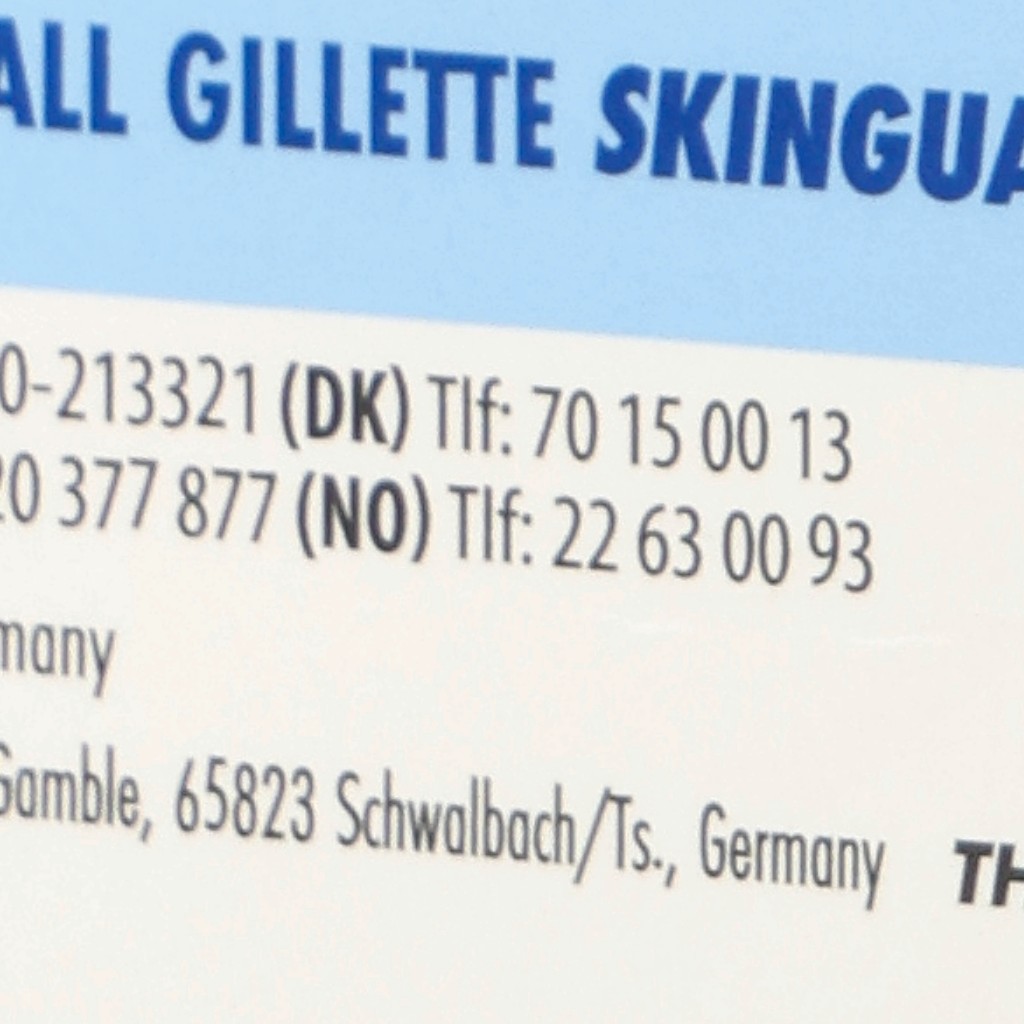 ALL GILLETTE SKINGUA
0-213321 (DK) Tlf: 70 15 00 13
20 377 877 (NO) Tlf: 22 63 00 93
many
Gamble, 65823 Schwalbach/Ts., Germany TH